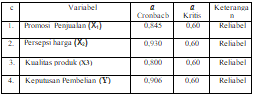 c Variabel α Cronbach α Kritis Keterangan
1. Promosi Penjualan (X₁) 0,845 0,60 Reliabel
2. Persepsi harga (X₂) 0,930 0,60 Reliabel
3. Kualitas produk (X3) 0,800 0,60 Reliabel
4. Keputusan Pembelian (Y) 0,906 0,60 Reliabel